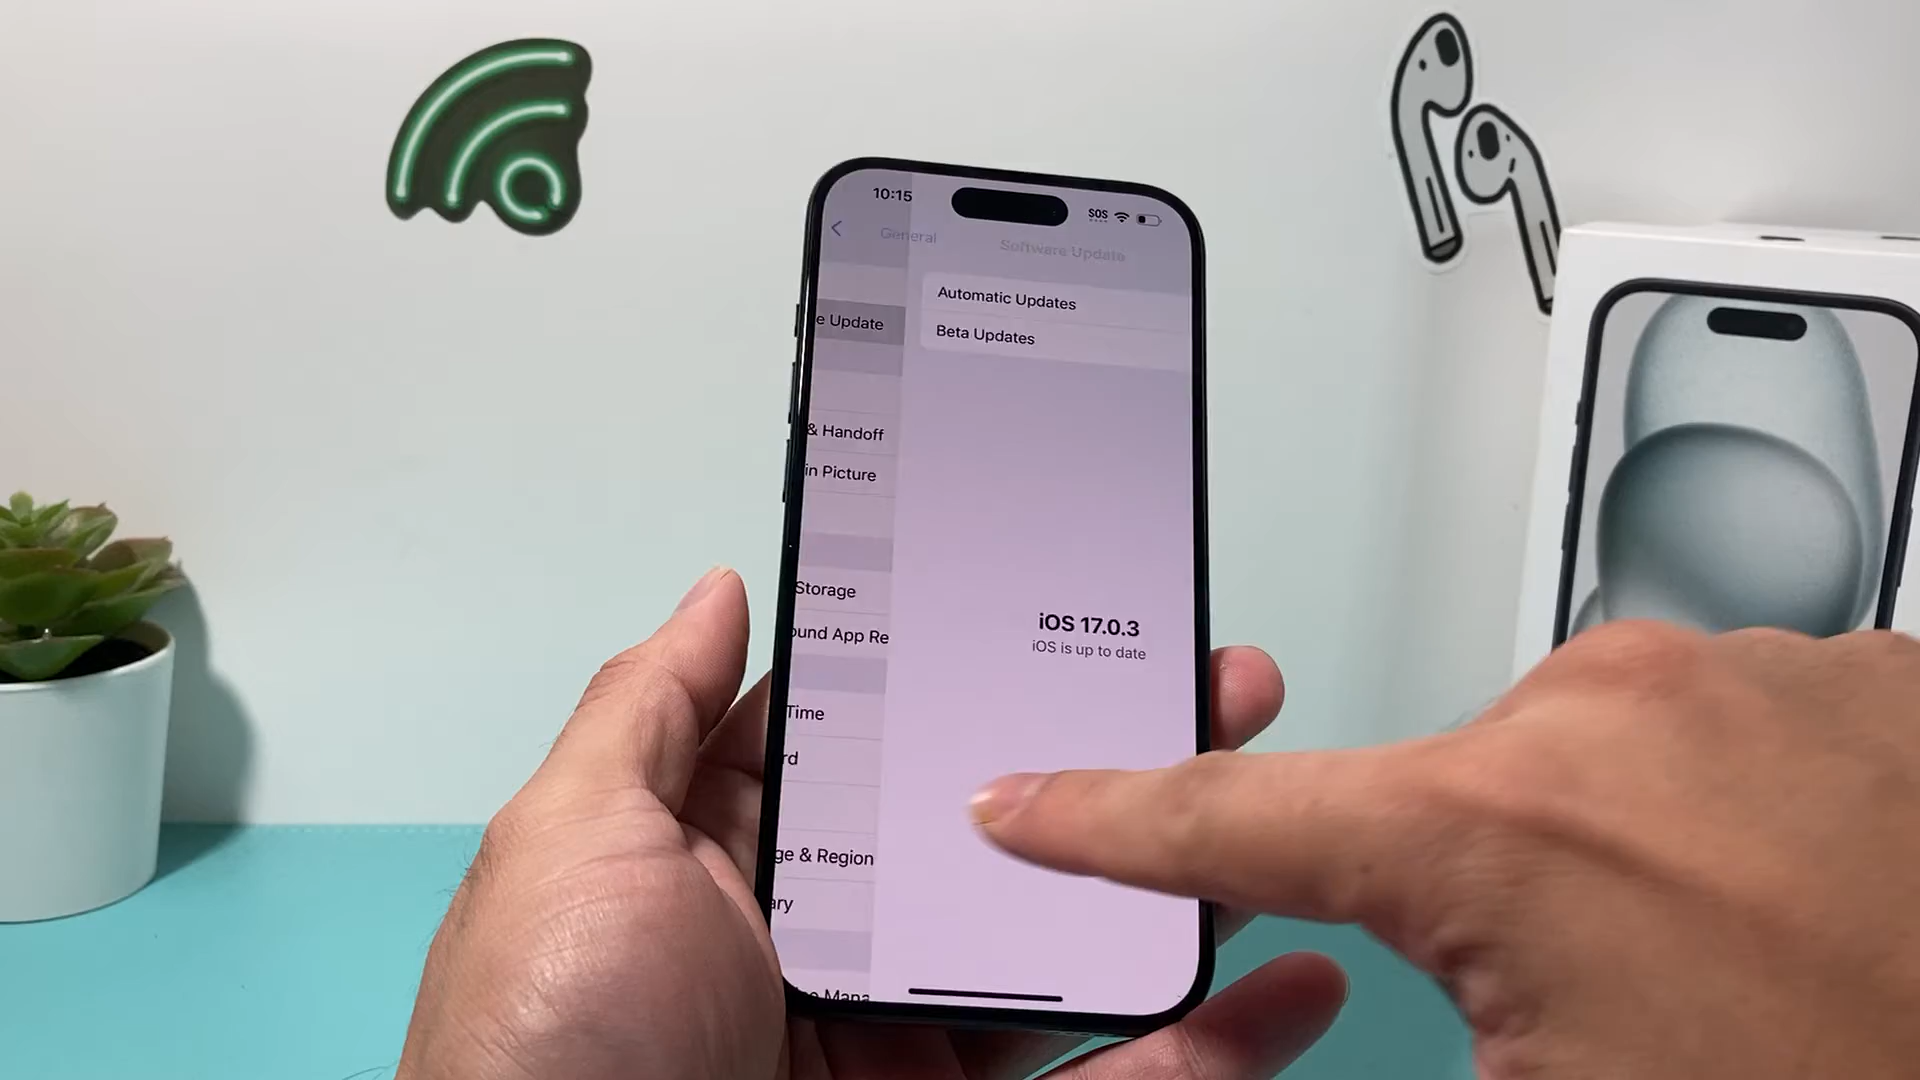 10:15
SOS
General
Software Update
Automatic Updates
e Update
Beta Updates
& Handoff
in Picture
Storage
ound App Re
iOS 17.0.3
iOS is up to date
Time
rd
ge & Region
ary
Mana